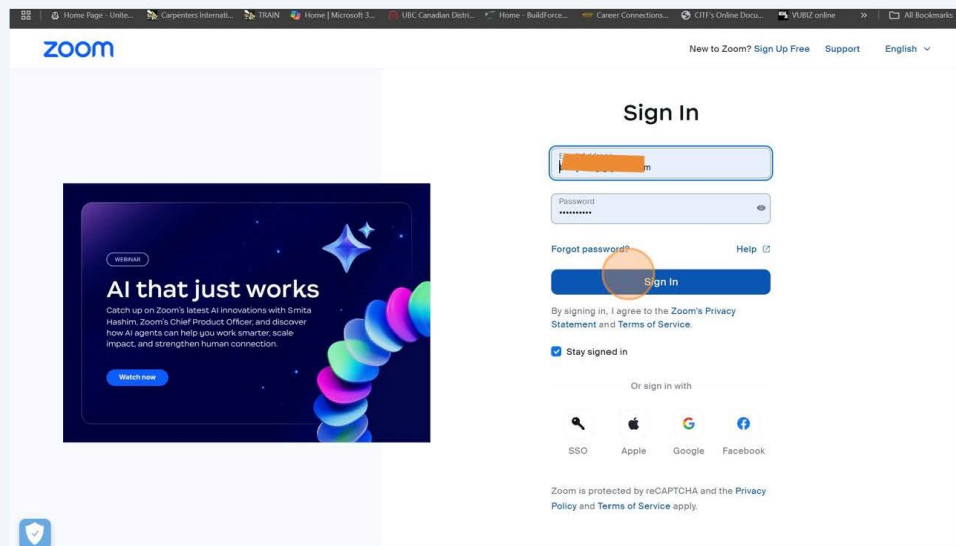 Home Page - Unite... Carpenters Internati... TRAIN Home | Microsoft 3... UBC Canadian Distri... Home - BuildForce... Career Connections... CITF's Online Docu... VUBIZ online » All Bookmarks
zoom
New to Zoom? Sign Up Free Support English
Sign In
m
Password
••••••••••
Forgot password? Help
Sign In
By signing in, I agree to the Zoom's Privacy
Statement and Terms of Service.
Stay signed in
Or sign in with
SSO Apple Google Facebook
Zoom is protected by reCAPTCHA and the Privacy
Policy and Terms of Service apply.
WEBINAR
AI that just works
Catch up on Zoom's latest AI innovations with Smita
Hashim, Zoom's Chief Product Officer, and discover
how AI agents can help you work smarter, scale
impact, and strengthen human connection.
Watch now